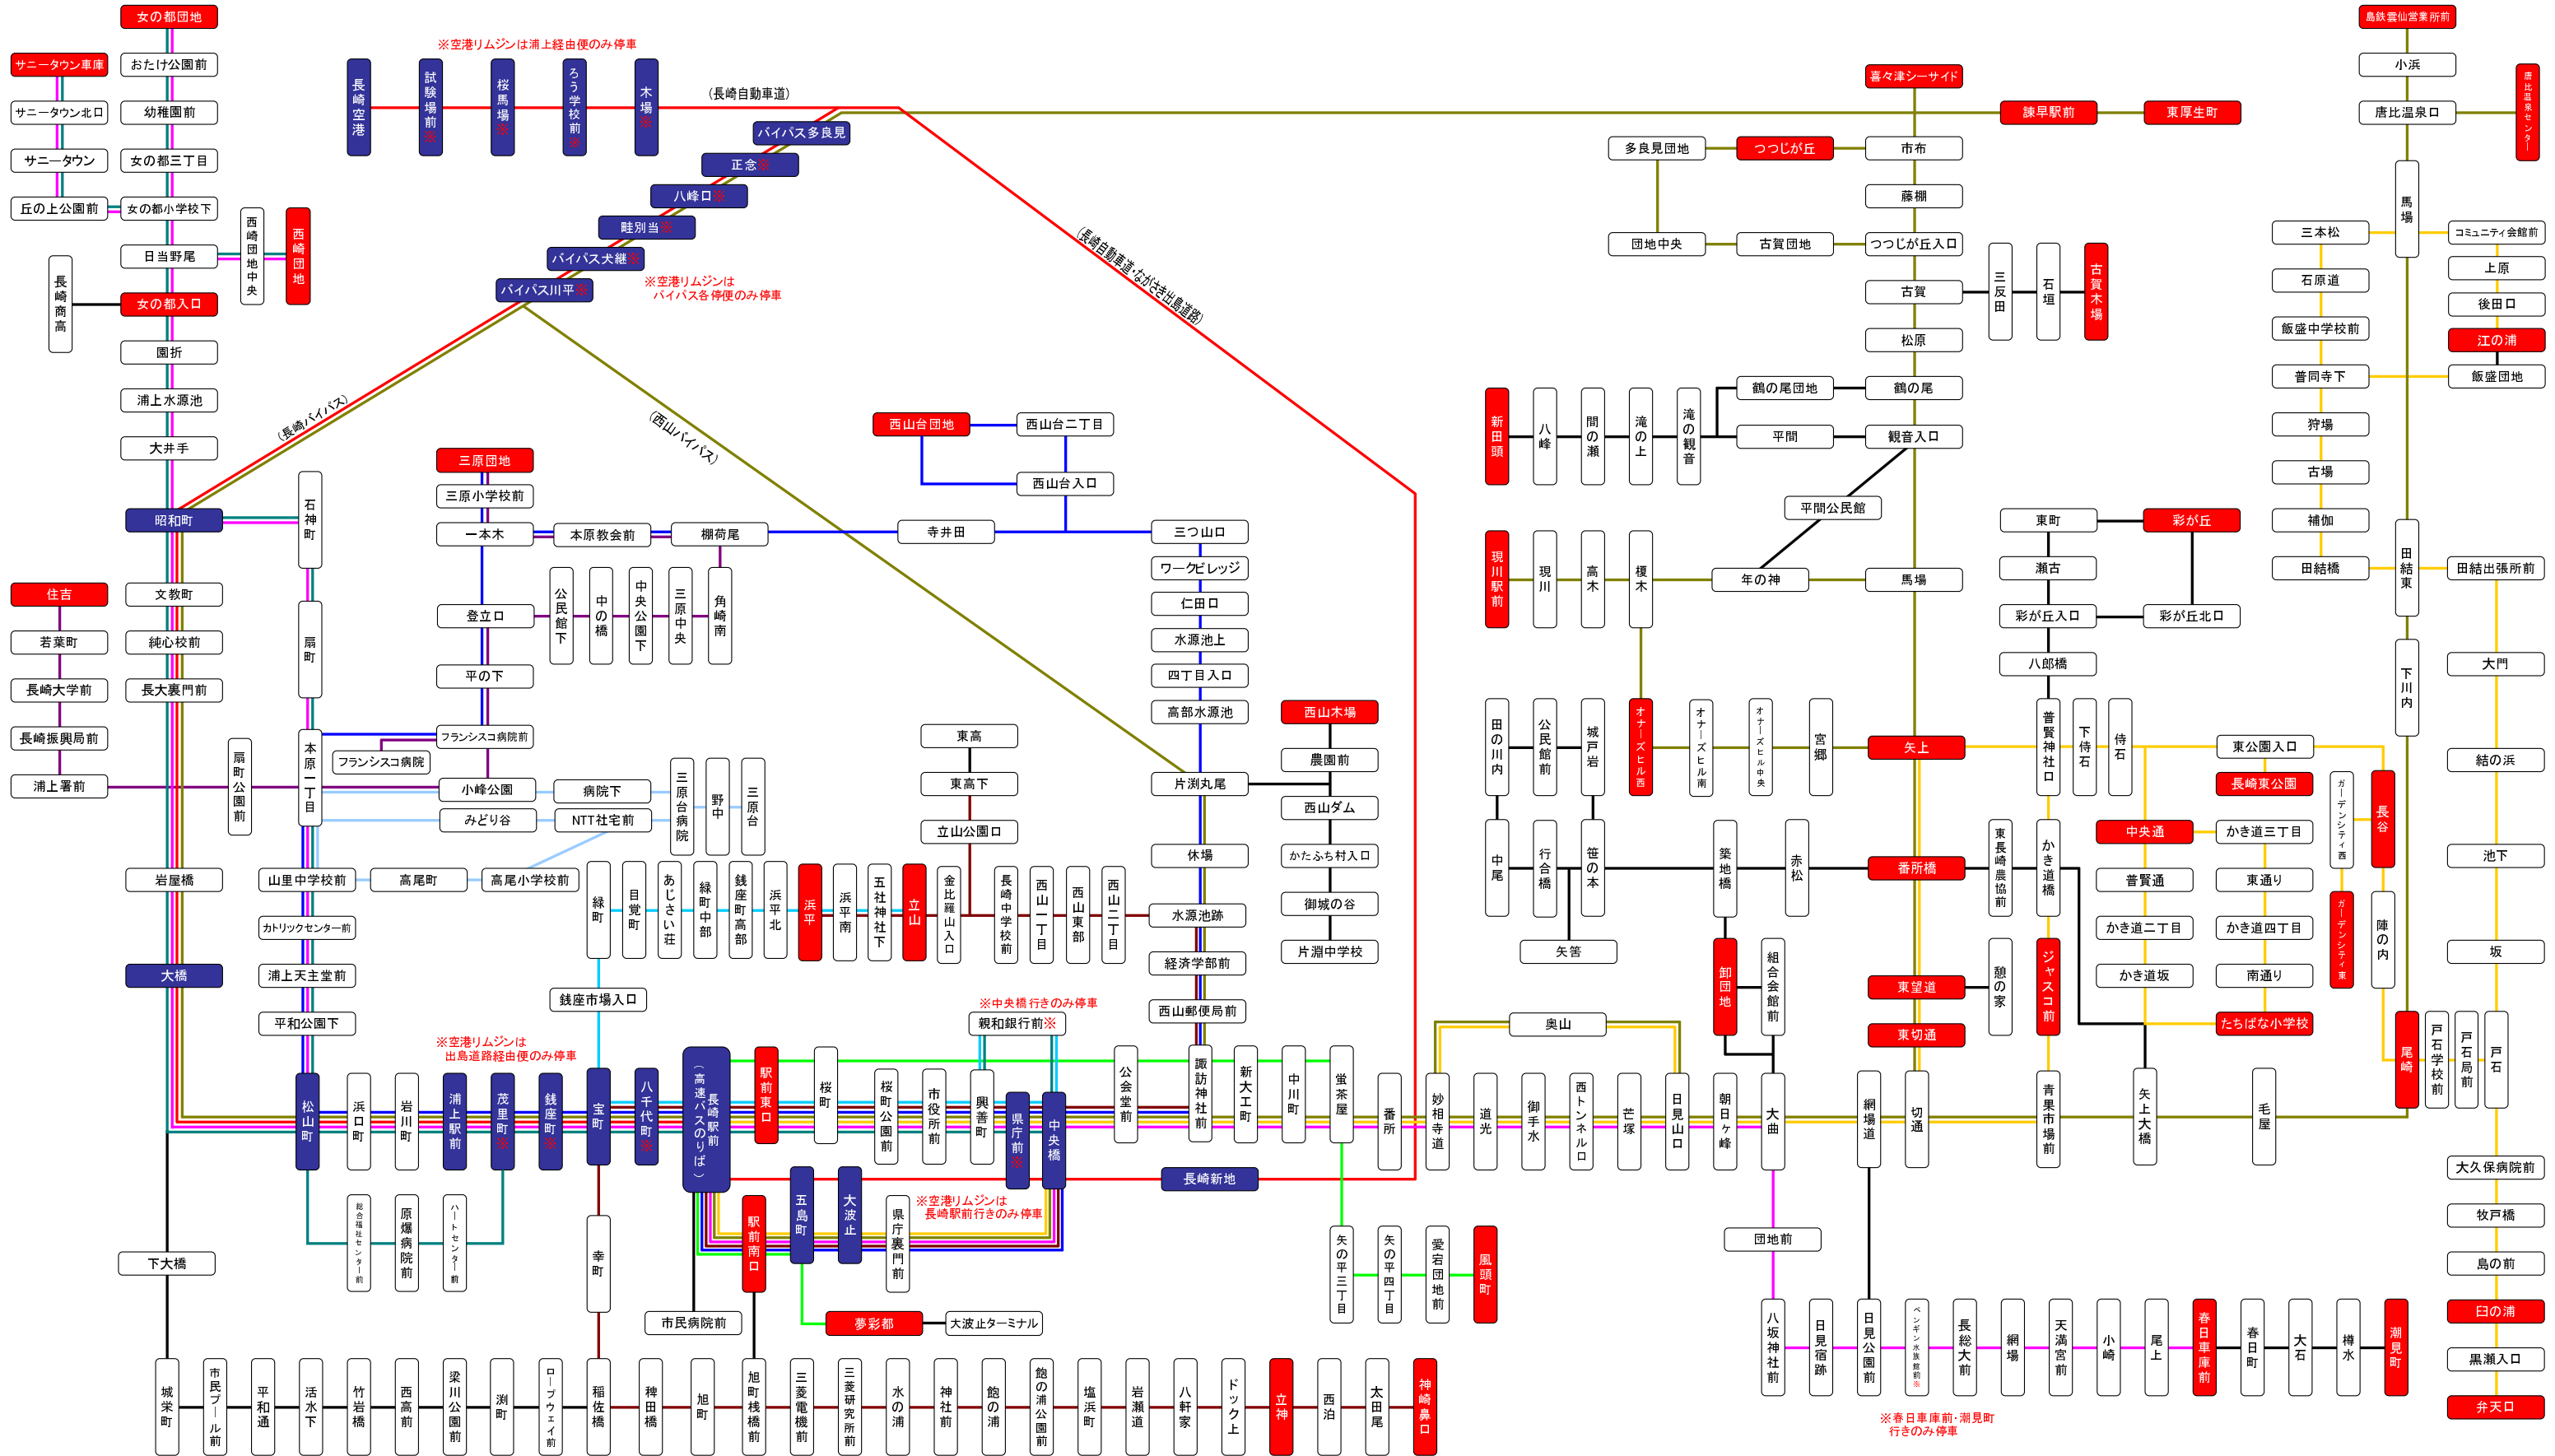 女の都団地
サニータウン車庫
おたけ公園前
サニータウン北口
幼稚園前
サニータウン
女の都三丁目
丘の上公園前
女の都小学校下
日当野尾
西崎団地中央
西崎団地
長崎商高
女の都入口
園折
浦上水源池
大井手
昭和町
石神町
住吉
文教町
扇町
若葉町
純心校前
長崎大学前
長大裏門前
長崎振興局前
浦上署前
扇町公園前
本原一丁目
岩屋橋
山里中学校前
高尾町
高尾小学校前
カトリックセンター前
大橋
浦上天主堂前
平和公園下
※空港リムジンは浦上経由便のみ停車
長崎空港
試験場前※
桜馬場※
ろう学校前※
木場※
(長崎自動車道)
バイパス多良見
正念※
八峰口※
畦別当※
バイパス犬継※
バイパス川平※
※空港リムジンは
バイパス各停便のみ停車
(長崎バイパス)
(西山バイパス)
(長崎自動車道・ながさき出島道路)
三原団地
三原小学校前
一本木
本原教会前
棚荷尾
寺井田
西山台団地
西山台二丁目
西山台入口
三つ山口
ワークビレッジ
仁田口
水源池上
四丁目入口
高部水源池
片渕丸尾
休場
水源池跡
経済学部前
西山郵便局前
登立口
公民館下
中の橋
中央公園下
三原中央
角崎南
平の下
フランシスコ病院前
フランシスコ病院
小峰公園
病院下
みどり谷
NTT社宅前
三原台病院
野中
三原台
東高
東高下
立山公園口
西山木場
農園前
西山ダム
かたふち村入口
御城の谷
片淵中学校
緑町
目覚町
あじさい荘
緑町中部
銭座町高部
浜平北
浜平
浜平南
五社神社下
立山
金比羅山入口
長崎中学校前
西山一丁目
西山東部
西山二丁目
銭座市場入口
※中央橋行きのみ停車
親和銀行前※
※空港リムジンは
出島道路経由便のみ停車
松山町
浜口町
岩川町
浦上駅前
茂里町※
銭座町※
宝町
八千代町※
長崎駅前
(高速バスのりば)
駅前東口
桜町
桜町公園前
市役所前
興善町
県庁前※
中央橋
公会堂前
諏訪神社前
新大工町
中川町
蛍茶屋
番所
妙相寺道
奥山
道光
御手水
西トンネル口
芒塚
日見山口
朝日ヶ峰
大曲
網場道
切通
青果市場前
矢上大橋
毛屋
総合福祉センター前
原爆病院前
ハートセンター前
幸町
駅前南口
五島町
大波止
県庁裏門前
※空港リムジンは
長崎駅前行きのみ停車
長崎新地
市民病院前
夢彩都
大波止ターミナル
矢の平三丁目
矢の平四丁目
愛宕団地前
風頭町
下大橋
城栄町
市民プール前
平和通
活水下
竹岩橋
西高前
梁川公園前
渕町
ロープウェイ前
稲佐橋
稗田橋
旭町
旭町桟橋前
三菱電機前
三菱研究所前
水の浦
神社前
飽の浦
飽の浦公園前
塩浜町
岩瀬道
八軒家
ドック上
立神
西泊
太田尾
神崎鼻口
喜々津シーサイド
諫早駅前
東厚生町
多良見団地
つつじが丘
市布
藤棚
団地中央
古賀団地
つつじが丘入口
古賀
三反田
石垣
古賀木場
松原
鶴の尾団地
鶴の尾
新田頭
八峰
間の瀬
滝の上
滝の観音
平間
観音入口
平間公民館
現川駅前
現川
高木
榎木
年の神
馬場
東町
彩が丘
瀬古
彩が丘入口
彩が丘北口
八郎橋
田の川内
公民館前
城戸岩
オナーズヒル西
オナーズヒル南
オナーズヒル中央
宮郷
矢上
普賢神社口
下侍石
侍石
東公園入口
長崎東公園
ガーデンシティ西
長谷
中尾
行合橋
笹の本
築地橋
赤松
番所橋
東長崎農協前
かき道橋
中央通
かき道三丁目
普賢通
東通り
かき道二丁目
かき道四丁目
かき道坂
南通り
たちばな小学校
ガーデンシティ東
陣の内
矢筈
卸団地
組合会館前
東望道
憩の家
ジャスコ前
東切通
尾崎
戸石学校前
戸石局前
戸石
団地前
八坂神社前
日見宿跡
日見公園前
ペンギン水族館前※
長総大前
網場
天満宮前
小崎
尾上
春日車庫前
春日町
大石
樽水
潮見町
※春日車庫前・潮見町
行きのみ停車
島鉄雲仙営業所前
小浜
唐比温泉口
唐比温泉センター
馬場
三本松
コミュニティ会館前
石原道
上原
後田口
飯盛中学校前
江の浦
普同寺下
飯盛団地
狩場
古場
補伽
田結橋
田結東
田結出張所前
下川内
大門
結の浜
池下
坂
大久保病院前
牧戸橋
島の前
臼の浦
黒瀬入口
弁天口